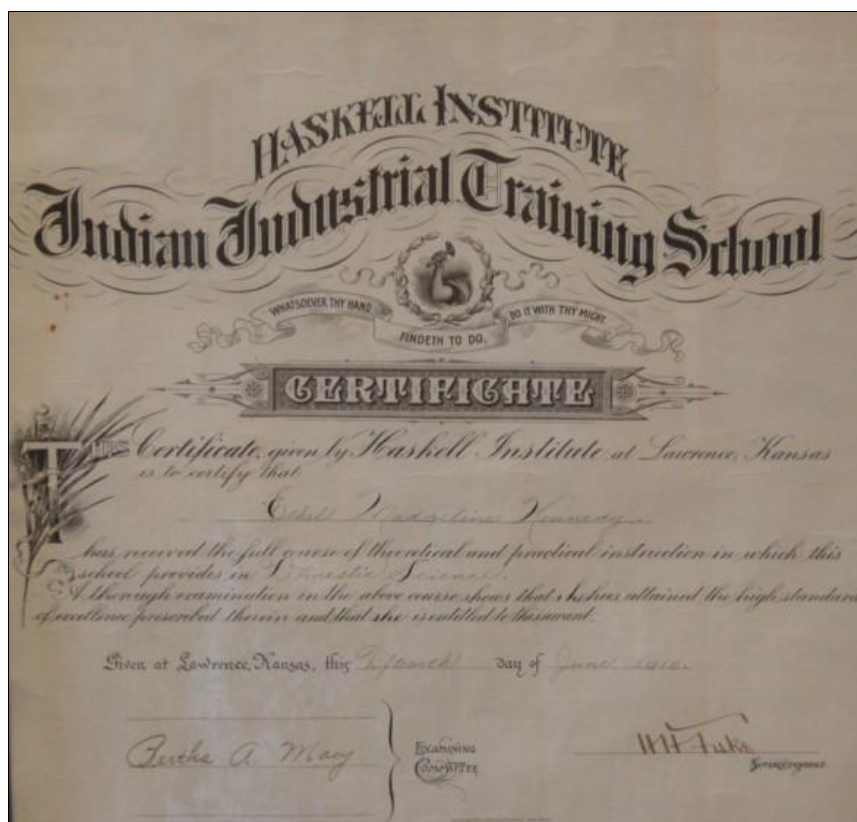 HASKELL INSTITUTE
Indian Industrial Training School
WHATSOEVER THY HAND
FINDETH TO DO,
DO IT WITH THY MIGHT
CERTIFICATE
THIS Certificate, given by Haskell Institute at Lawrence, Kansas
is to certify that
Ethel Kennedy
has received the full course of theoretical and practical instruction in which this
school provides in Domestic Science.
A thorough examination in the above course shows that she has attained the high standard
of excellence prescribed therein and that she is entitled to this award.
Given at Lawrence, Kansas, this day of June 1910.
Bertha A. Macy
EXAMINING
COMMITTEE
SUPERINTENDENT